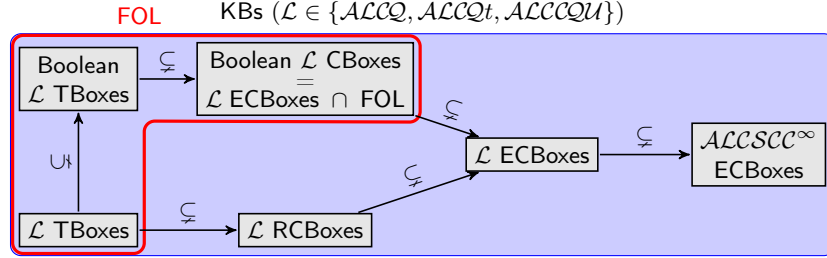 FOL KBs (ℒ ∈ {𝒜ℒ𝒞𝒬, 𝒜ℒ𝒞𝒬t, 𝒜ℒ𝒞𝒞𝒬𝒰})
Boolean
ℒ TBoxes
⊊
Boolean ℒ CBoxes
=
ℒ ECBoxes ∩ FOL
⊊
⊊
ℒ ECBoxes
⊊
𝒜ℒ𝒞𝒮𝒞𝒞∞
ECBoxes
⊊
ℒ TBoxes
⊊
ℒ RCBoxes